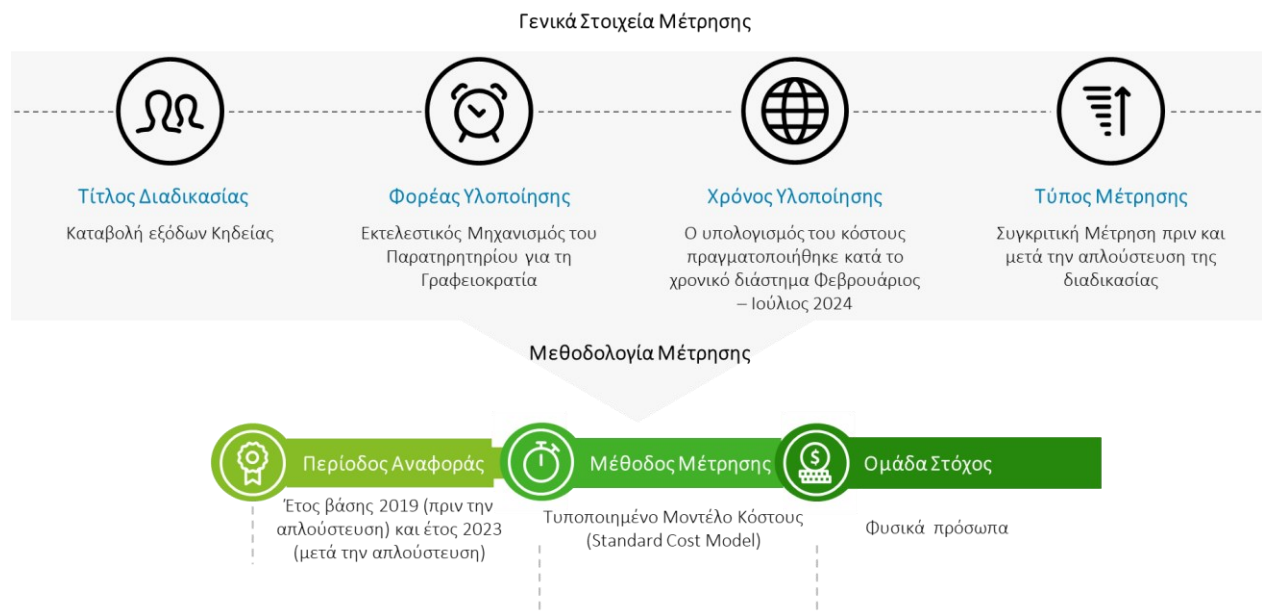 Γενικά Στοιχεία Μέτρησης
Τίτλος Διαδικασίας
Καταβολή εξόδων Κηδείας
Φορέας Υλοποίησης
Εκτελεστικός Μηχανισμός του
Παρατηρητηρίου για τη
Γραφειοκρατία
Χρόνος Υλοποίησης
Ο υπολογισμός του κόστους
πραγματοποιήθηκε κατά το
χρονικό διάστημα Φεβρουάριος
– Ιούλιος 2024
Τύπος Μέτρησης
Συγκριτική Μέτρηση πριν και
μετά την απλούστευση της
διαδικασίας
Μεθοδολογία Μέτρησης
Περίοδος Αναφοράς
Έτος βάσης 2019 (πριν την
απλούστευση) και έτος 2023
(μετά την απλούστευση)
Μέθοδος Μέτρησης
Τυποποιημένο Μοντέλο Κόστους
(Standard Cost Model)
$
Ομάδα Στόχος
Φυσικά πρόσωπα